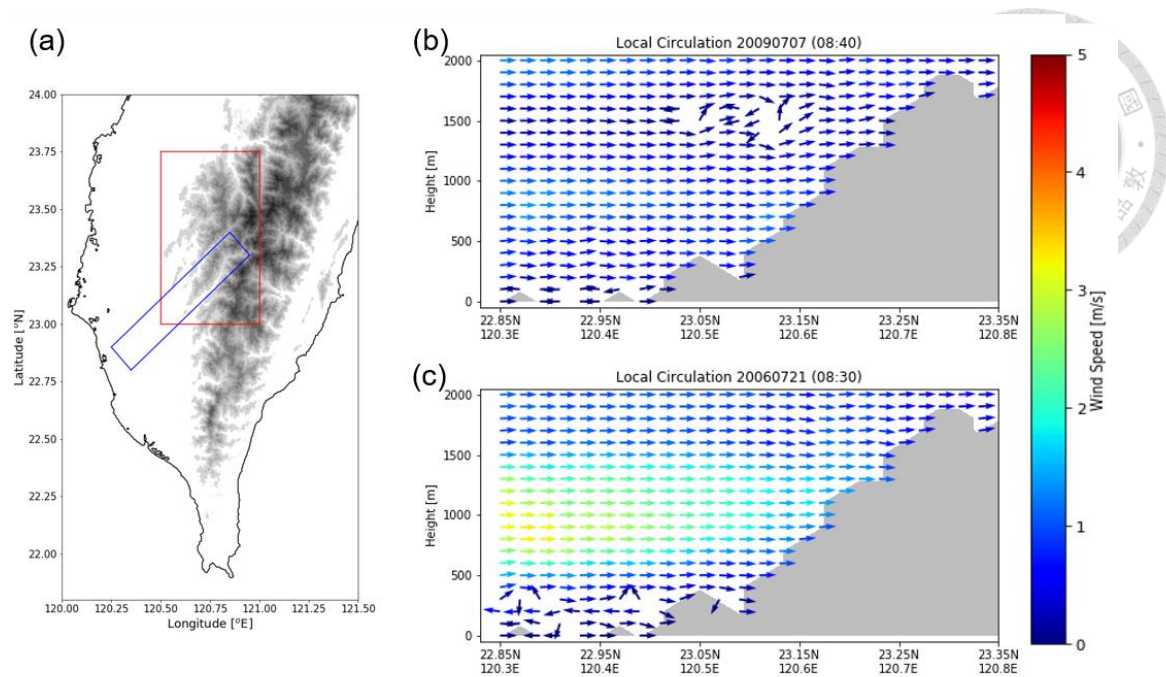 (a)
24.00
23.75
23.50
23.25
23.00
22.75
22.50
22.25
22.00
Latitude [°N]
120.00 120.25 120.50 120.75 121.00 121.25 121.50
Longitude [°E]
(b)
Local Circulation 20090707 (08:40)
2000
1500
1000
500
0
Height [m]
22.85N 22.95N 23.05N 23.15N 23.25N 23.35N
120.3E 120.4E 120.5E 120.6E 120.7E 120.8E
(c)
Local Circulation 20060721 (08:30)
2000
1500
1000
500
0
Height [m]
22.85N 22.95N 23.05N 23.15N 23.25N 23.35N
120.3E 120.4E 120.5E 120.6E 120.7E 120.8E
5
4
3
2
1
0
Wind Speed [m/s]
國
敦
品